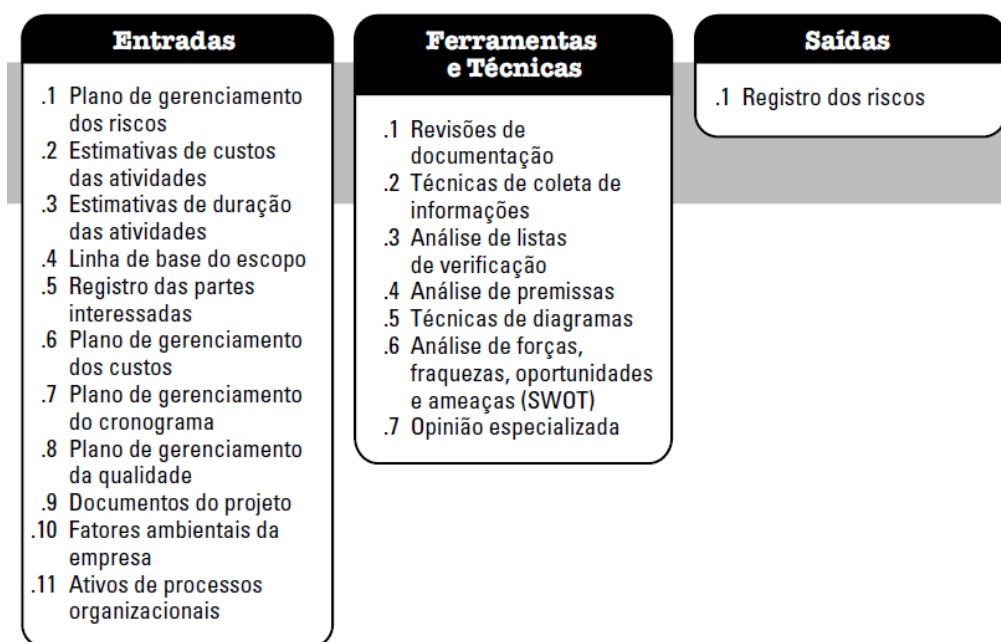 Entradas
.1 Plano de gerenciamento
dos riscos
.2 Estimativas de custos
das atividades
.3 Estimativas de duração
das atividades
.4 Linha de base do escopo
.5 Registro das partes
interessadas
.6 Plano de gerenciamento
dos custos
.7 Plano de gerenciamento
do cronograma
.8 Plano de gerenciamento
da qualidade
.9 Documentos do projeto
.10 Fatores ambientais da
empresa
.11 Ativos de processos
organizacionais
Ferramentas
e Técnicas
.1 Revisões de
documentação
.2 Técnicas de coleta de
informações
.3 Análise de listas
de verificação
.4 Análise de premissas
.5 Técnicas de diagramas
.6 Análise de forças,
fraquezas, oportunidades
e ameaças (SWOT)
.7 Opinião especializada
Saídas
.1 Registro dos riscos